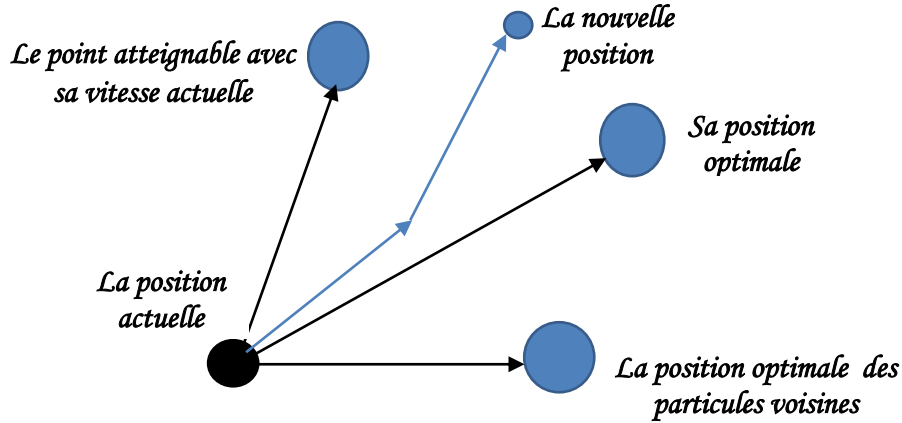 La nouvelle
position
Le point atteignable avec
sa vitesse actuelle
Sa position
optimale
La position
actuelle
La position optimale des
particules voisines